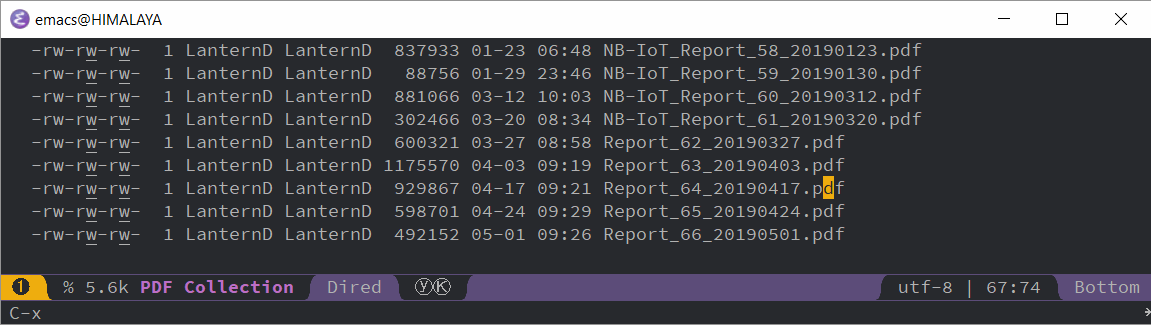 emacs@HIMALAYA
-rw-rw-rw- 1 LanternD LanternD 837933 01-23 06:48 NB-IoT_Report_58_20190123.pdf
-rw-rw-rw- 1 LanternD LanternD 88756 01-29 23:46 NB-IoT_Report_59_20190130.pdf
-rw-rw-rw- 1 LanternD LanternD 881066 03-12 10:03 NB-IoT_Report_60_20190312.pdf
-rw-rw-rw- 1 LanternD LanternD 302466 03-20 08:34 NB-IoT_Report_61_20190320.pdf
-rw-rw-rw- 1 LanternD LanternD 600321 03-27 08:58 Report_62_20190327.pdf
-rw-rw-rw- 1 LanternD LanternD 1175570 04-03 09:19 Report_63_20190403.pdf
-rw-rw-rw- 1 LanternD LanternD 929867 04-17 09:21 Report_64_20190417.pdf
-rw-rw-rw- 1 LanternD LanternD 598701 04-24 09:29 Report_65_20190424.pdf
-rw-rw-rw- 1 LanternD LanternD 492152 05-01 09:26 Report_66_20190501.pdf
❶ % 5.6k PDF Collection Dired ⓨⓀ utf-8 | 67:74 Bottom
C-x